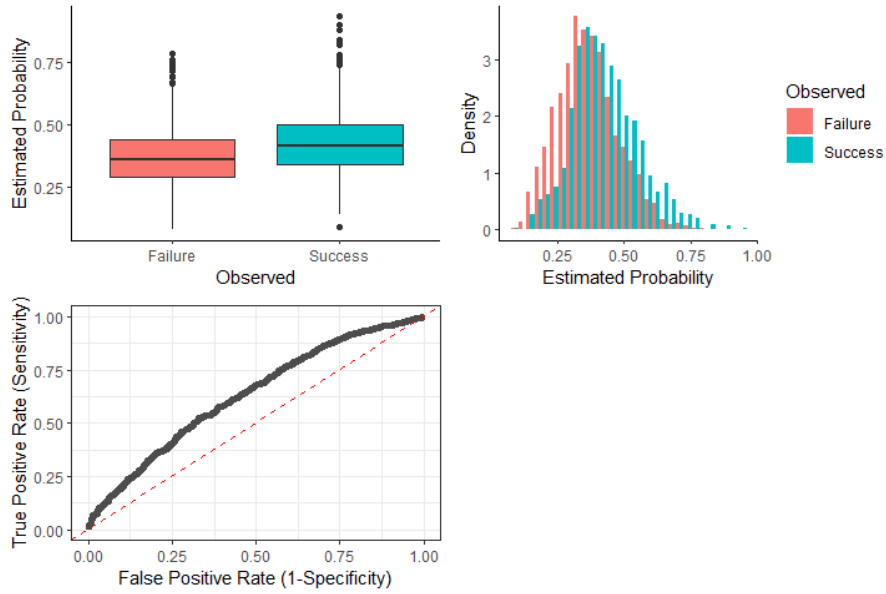 Estimated Probability
0.75
0.50
0.25
Failure
Success
Observed
Density
3
2
1
0
0.25
0.50
0.75
1.00
Estimated Probability
Observed
Failure
Success
True Positive Rate (Sensitivity)
1.00
0.75
0.50
0.25
0.00
0.00
0.25
0.50
0.75
1.00
False Positive Rate (1-Specificity)